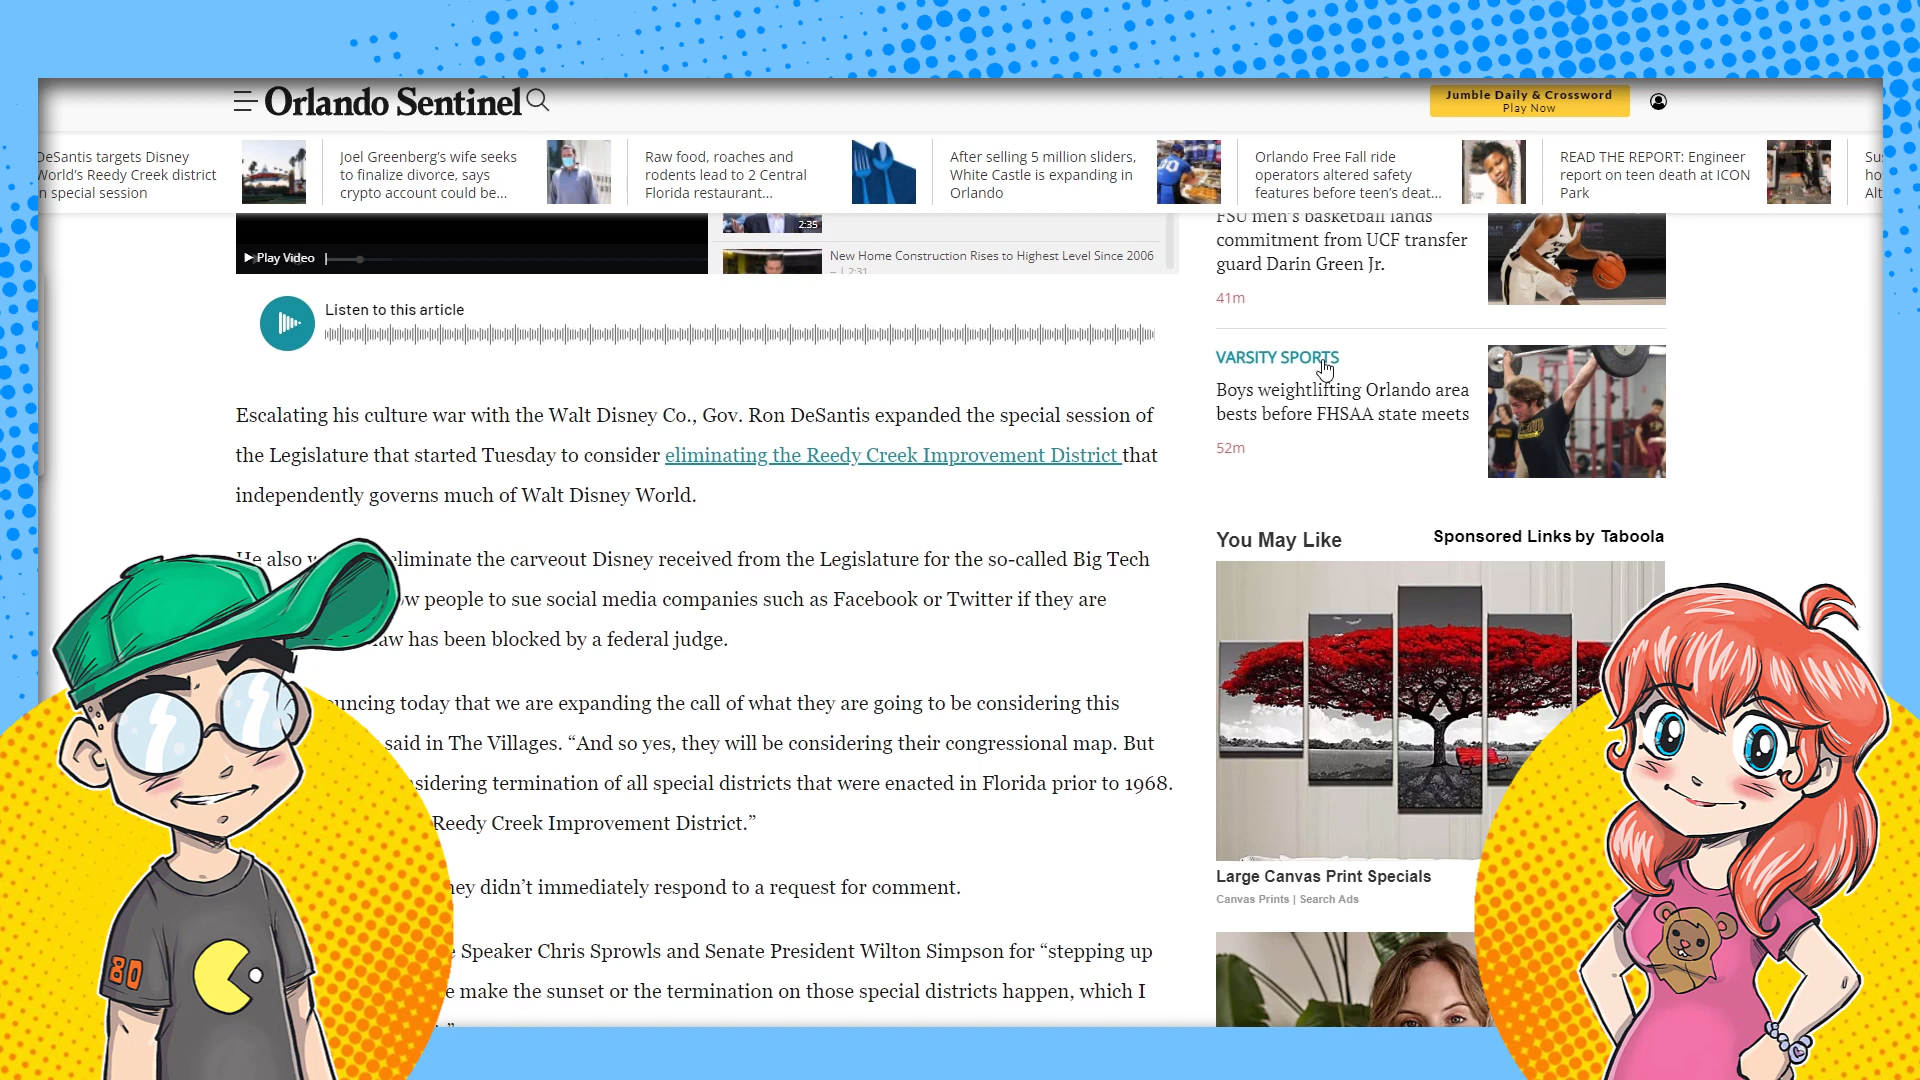 Orlando Sentinel
Jumble Daily & Crossword
Play Now
DeSantis targets Disney
World's Reedy Creek district
n special session
Joel Greenberg's wife seeks
to finalize divorce, says
crypto account could be...
Raw food, roaches and
rodents lead to 2 Central
Florida restaurant...
After selling 5 million sliders,
White Castle is expanding in
Orlando
Orlando Free Fall ride
operators altered safety
features before teen's deat...
READ THE REPORT: Engineer
report on teen death at ICON
Park
Su
ho
Alt
2:35
Play Video
New Home Construction Rises to Highest Level Since 2006
2:31
Listen to this article
Escalating his culture war with the Walt Disney Co., Gov. Ron DeSantis expanded the special session of
the Legislature that started Tuesday to consider eliminating the Reedy Creek Improvement District that
independently governs much of Walt Disney World.
He also eliminate the carveout Disney received from the Legislature for the so-called Big Tech
ow people to sue social media companies such as Facebook or Twitter if they are
law has been blocked by a federal judge.
uncing today that we are expanding the call of what they are going to be considering this
said in The Villages. “And so yes, they will be considering their congressional map. But
sidering termination of all special districts that were enacted in Florida prior to 1968.
Reedy Creek Improvement District.”
ey didn’t immediately respond to a request for comment.
Speaker Chris Sprowls and Senate President Wilton Simpson for “stepping up
e make the sunset or the termination on those special districts happen, which I
FSU men's basketball lands
commitment from UCF transfer
guard Darin Green Jr.
41m
VARSITY SPORTS
Boys weightlifting Orlando area
bests before FHSAA state meets
52m
You May Like
Sponsored Links by Taboola
Large Canvas Print Specials
Canvas Prints | Search Ads
80